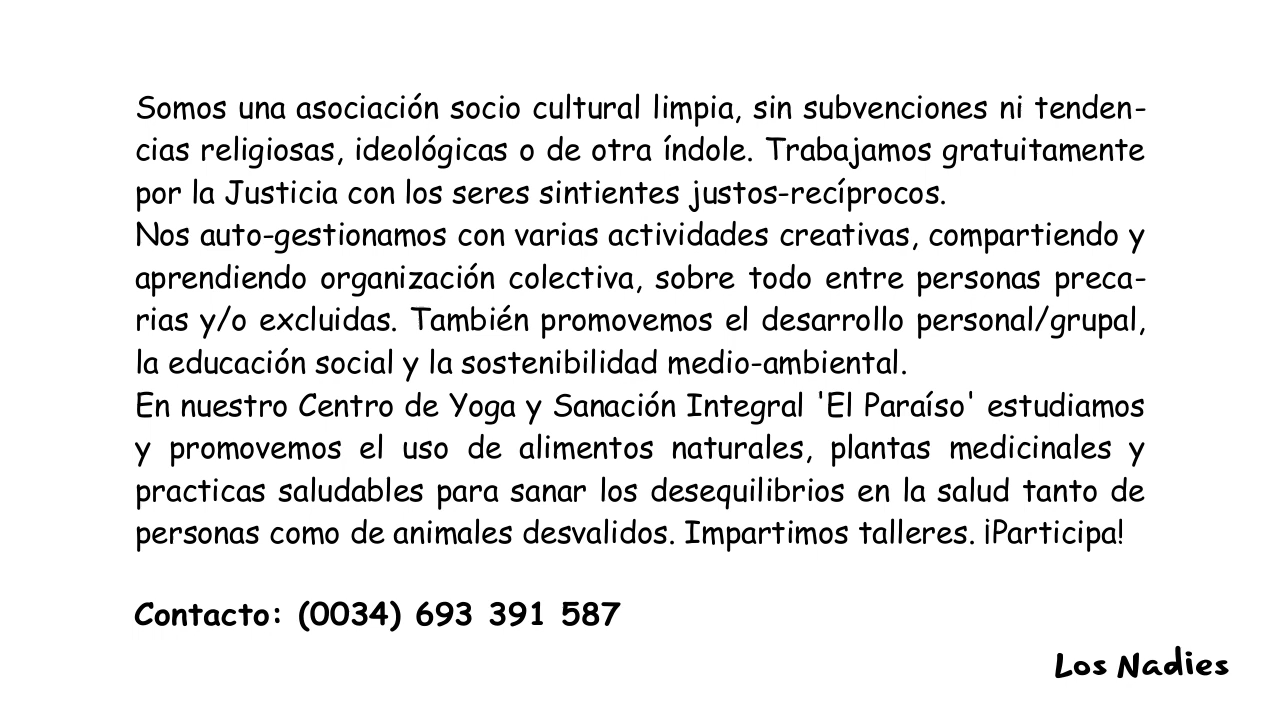 Somos una asociación socio cultural limpia, sin subvenciones ni tenden-
cias religiosas, ideológicas o de otra índole. Trabajamos gratuitamente
por la Justicia con los seres sintientes justos-recíprocos.
Nos auto-gestionamos con varias actividades creativas, compartiendo y
aprendiendo organización colectiva, sobre todo entre personas preca-
rias y/o excluidas. También promovemos el desarrollo personal/grupal,
la educación social y la sostenibilidad medio-ambiental.
En nuestro Centro de Yoga y Sanación Integral 'El Paraíso' estudiamos
y promovemos el uso de alimentos naturales, plantas medicinales y
practicas saludables para sanar los desequilibrios en la salud tanto de
personas como de animales desvalidos. Impartimos talleres. ¡Participa!
Contacto: (0034) 693 391 587
Los Nadies